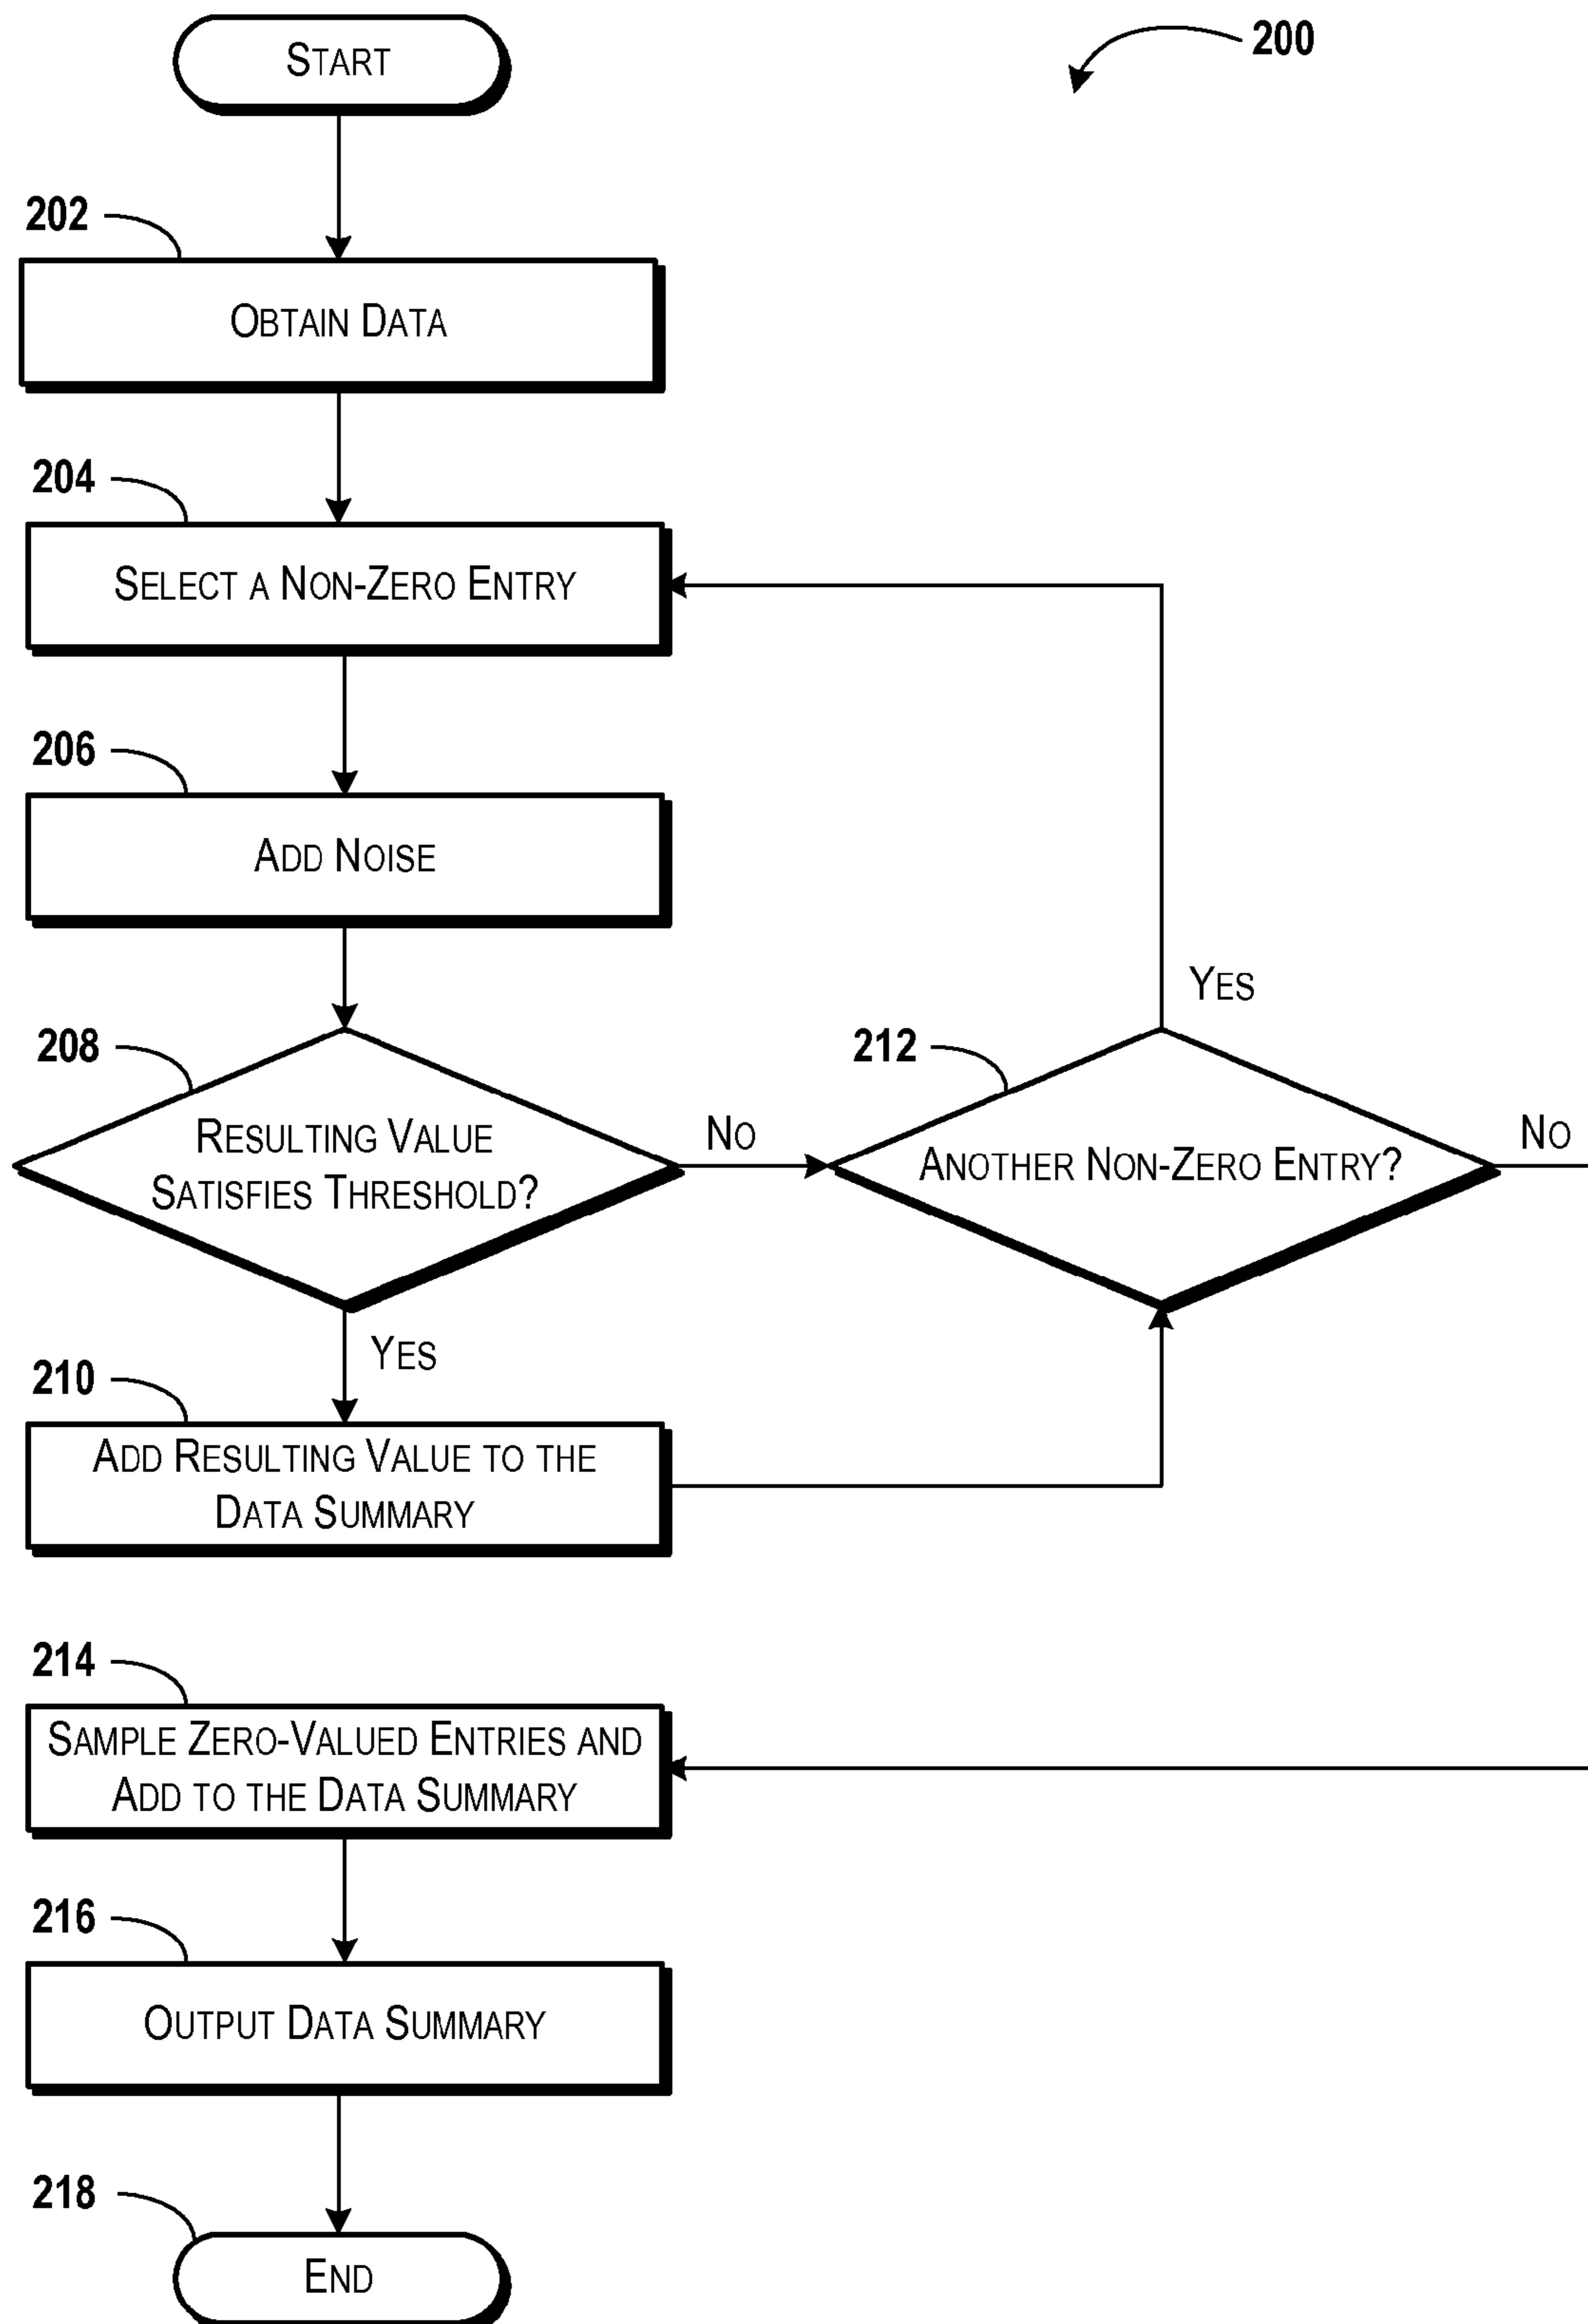 START
200
202
OBTAIN DATA
204
SELECT A NON-ZERO ENTRY
206
ADD NOISE
208
RESULTING VALUE
SATISFIES THRESHOLD?
NO
212
ANOTHER NON-ZERO ENTRY?
YES
NO
YES
210
ADD RESULTING VALUE TO THE
DATA SUMMARY
214
SAMPLE ZERO-VALUED ENTRIES AND
ADD TO THE DATA SUMMARY
216
OUTPUT DATA SUMMARY
218
END